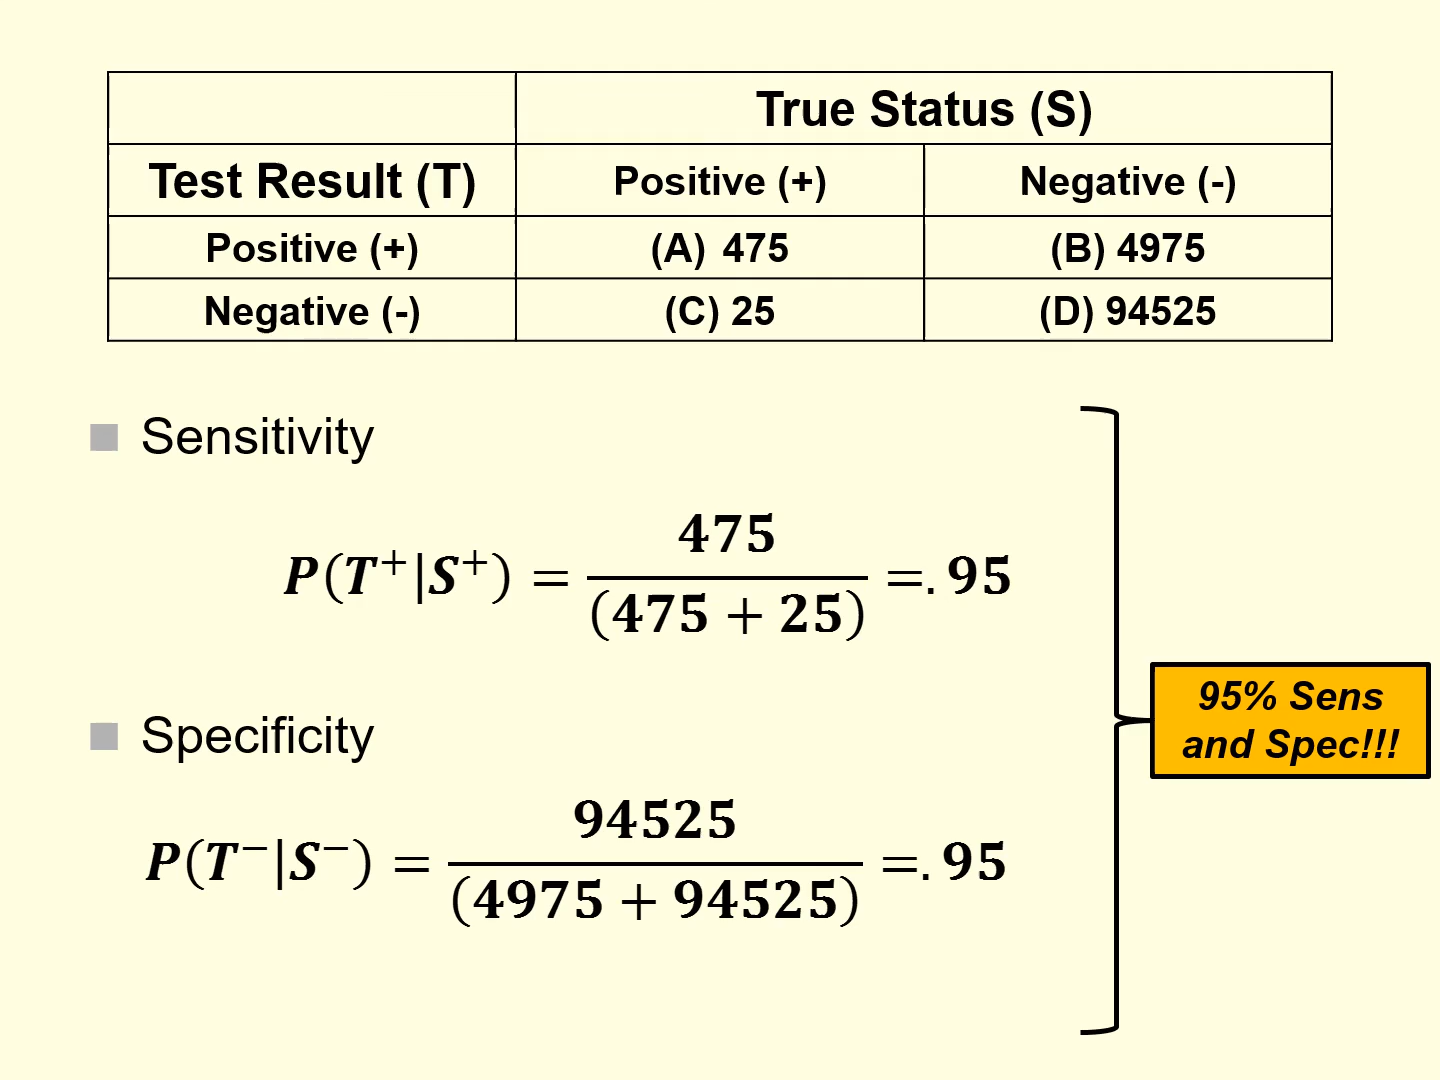 True Status (S)
Test Result (T) Positive (+) Negative (-)
Positive (+) (A) 475 (B) 4975
Negative (-) (C) 25 (D) 94525
Sensitivity
P(T⁺|S⁺) = 475 / (475 + 25) =.95
Specificity
P(T⁻|S⁻) = 94525 / (4975 + 94525) =.95
95% Sens
and Spec!!!